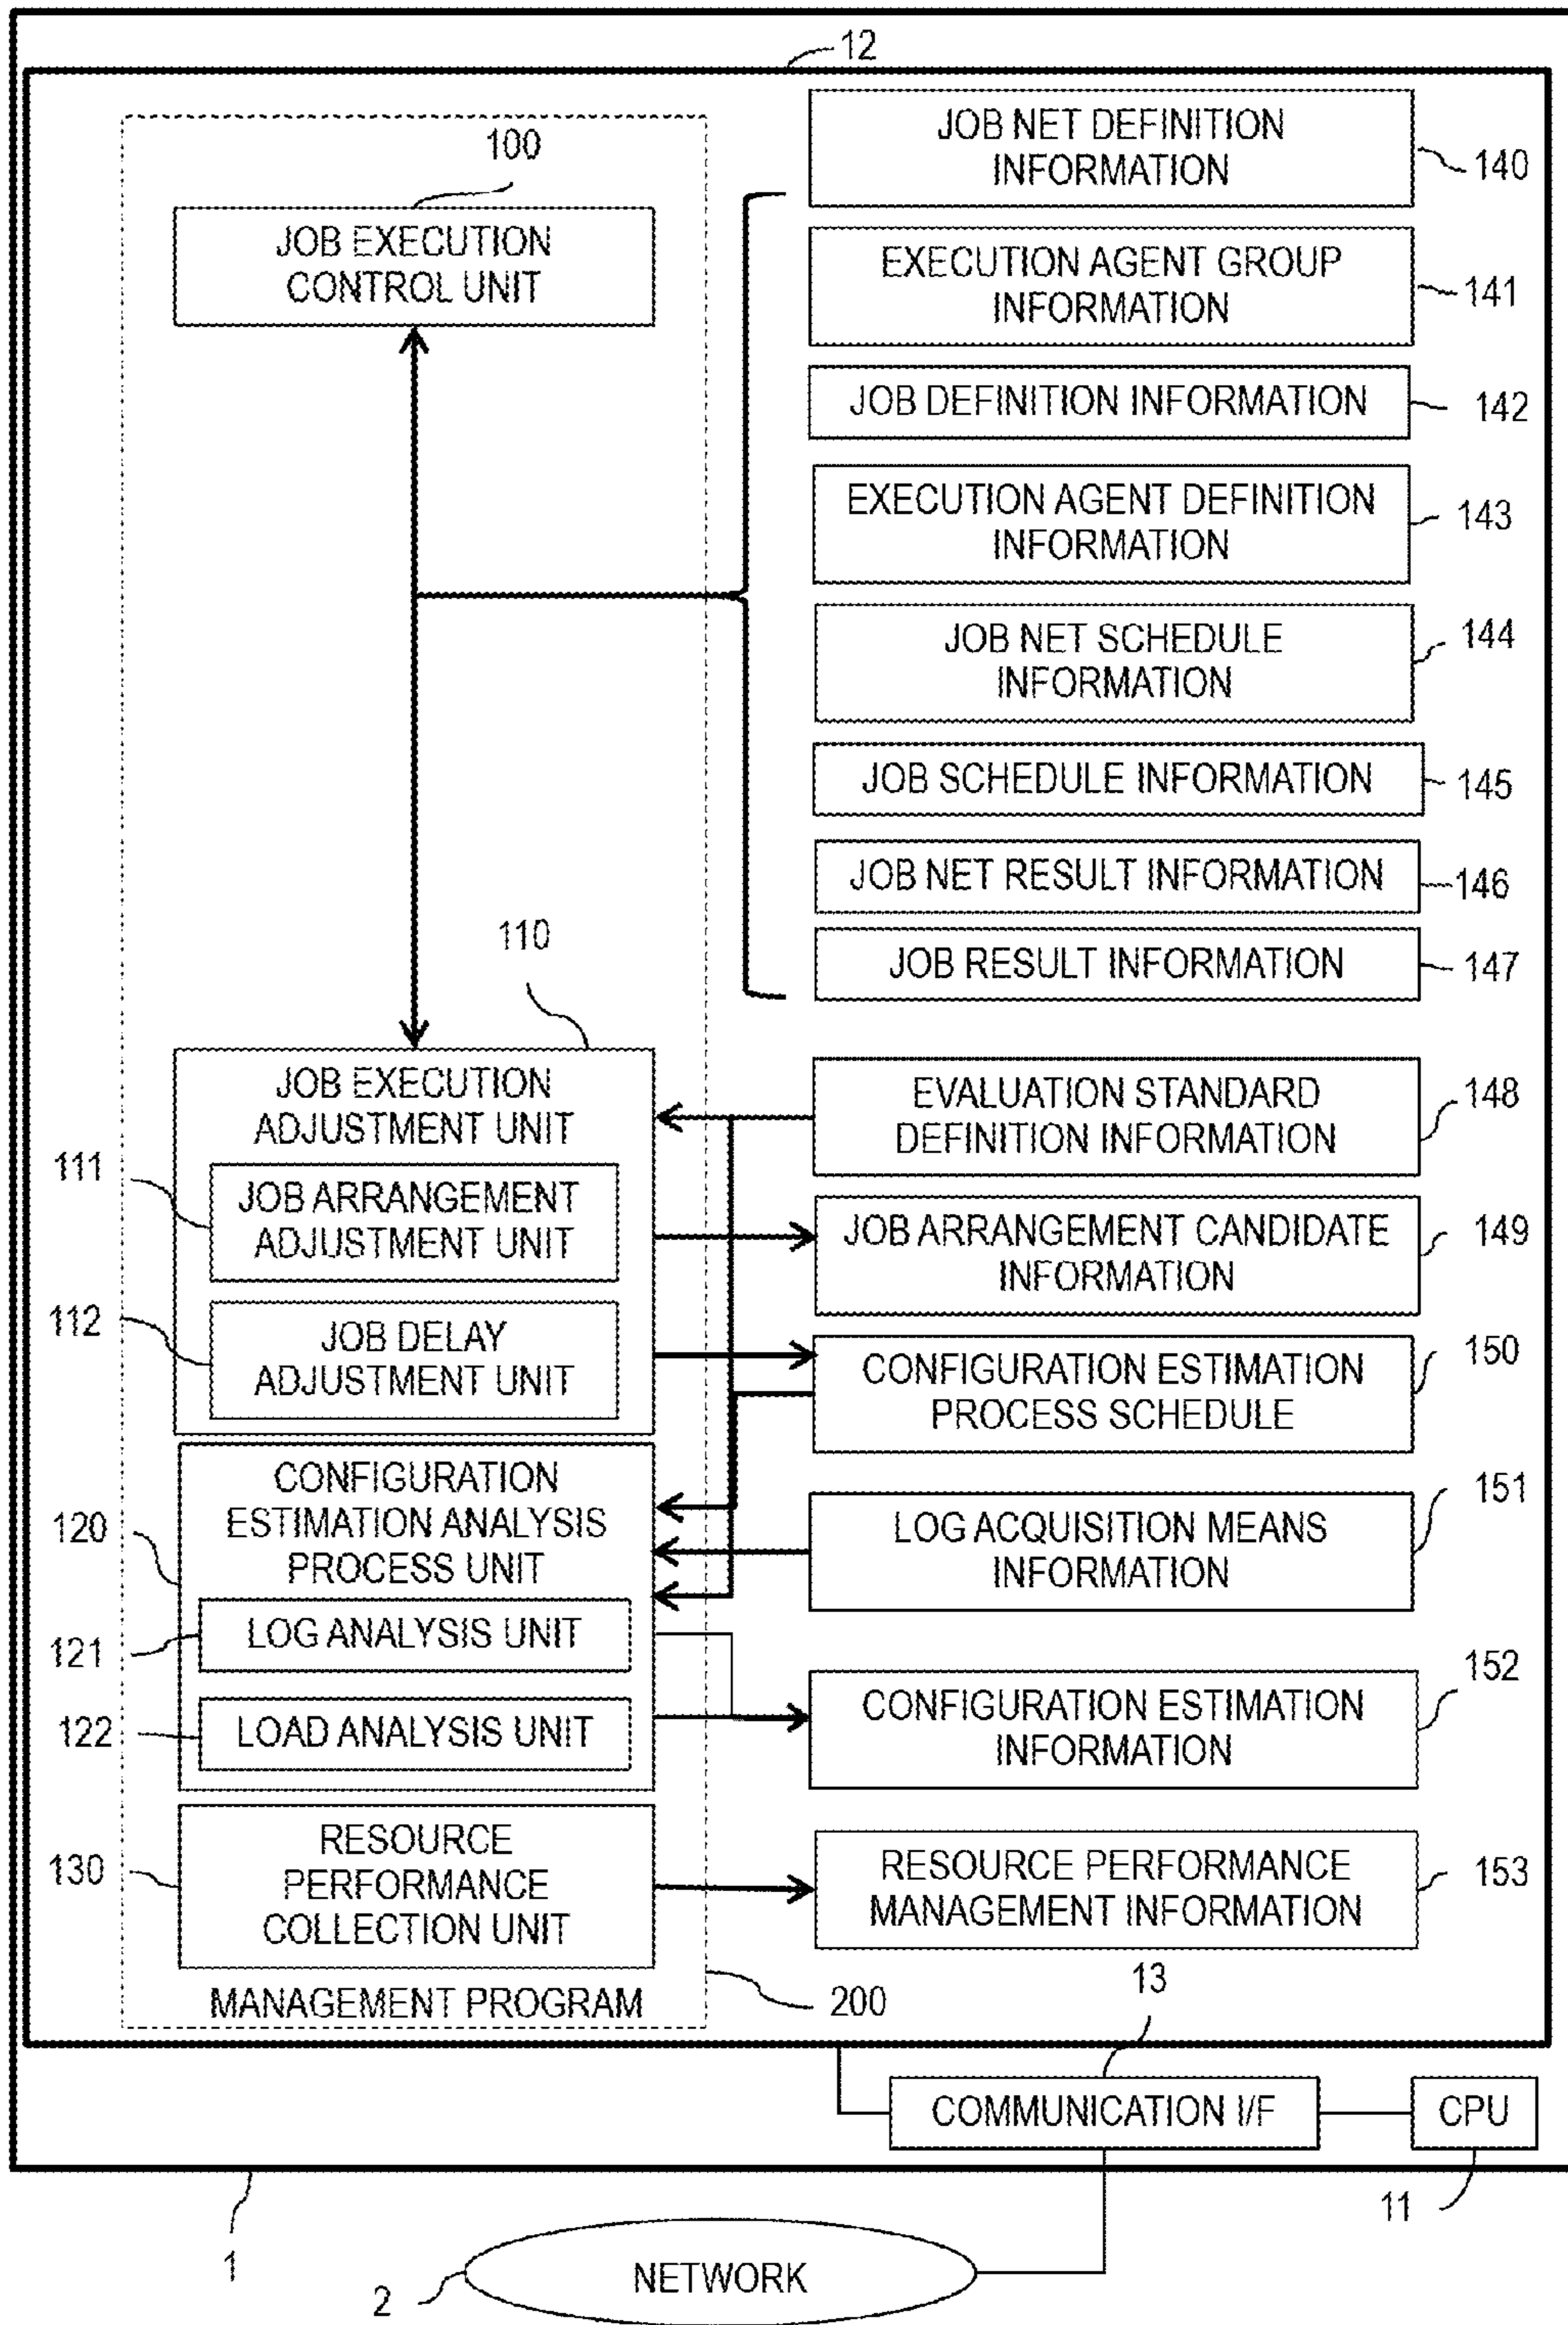 12
JOB NET DEFINITION
INFORMATION
140
100
JOB EXECUTION
CONTROL UNIT
EXECUTION AGENT GROUP
INFORMATION
141
JOB DEFINITION INFORMATION
142
EXECUTION AGENT DEFINITION
INFORMATION
143
JOB NET SCHEDULE
INFORMATION
144
JOB SCHEDULE INFORMATION
145
JOB NET RESULT INFORMATION
146
JOB RESULT INFORMATION
147
110
JOB EXECUTION
ADJUSTMENT UNIT
111
JOB ARRANGEMENT
ADJUSTMENT UNIT
112
JOB DELAY
ADJUSTMENT UNIT
EVALUATION STANDARD
DEFINITION INFORMATION
148
JOB ARRANGEMENT CANDIDATE
INFORMATION
149
CONFIGURATION ESTIMATION
PROCESS SCHEDULE
150
120
CONFIGURATION
ESTIMATION ANALYSIS
PROCESS UNIT
121
LOG ANALYSIS UNIT
122
LOAD ANALYSIS UNIT
LOG ACQUISITION MEANS
INFORMATION
151
CONFIGURATION ESTIMATION
INFORMATION
152
130
RESOURCE
PERFORMANCE
COLLECTION UNIT
RESOURCE PERFORMANCE
MANAGEMENT INFORMATION
153
MANAGEMENT PROGRAM
200
13
COMMUNICATION I/F
CPU
11
1
2
NETWORK